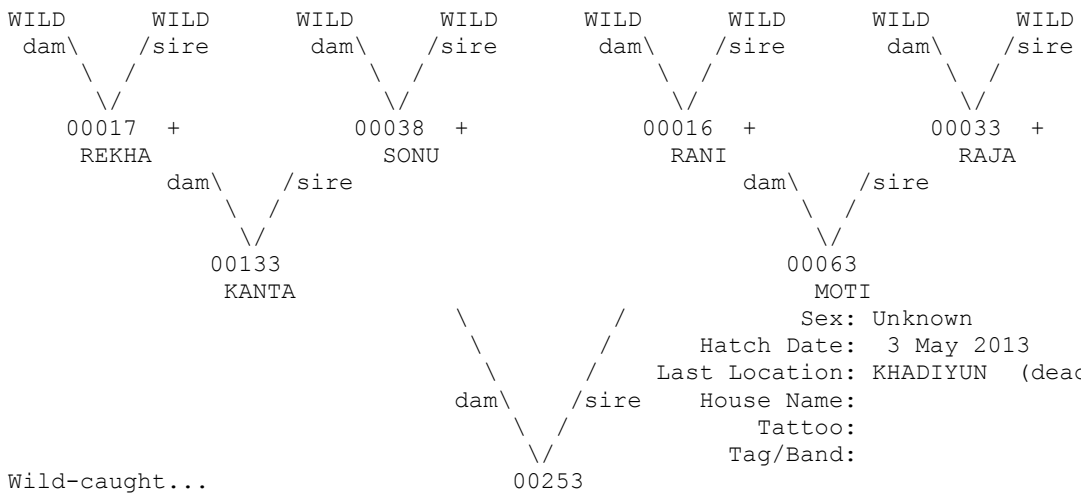 WILD WILD WILD WILD WILD WILD WILD WILD
dam\ /sire dam\ /sire dam\ /sire dam\ /sire
\ / \ / \ / \ /
\/ \/ \/ \/
00017 + 00038 + 00016 + 00033 +
REKHA SONU RANI RAJA
dam\ /sire dam\ /sire
\ / \ /
\/ \/
00133 00063
KANTA MOTI
\ / Sex: Unknown
\ / Hatch Date: 3 May 2013
\ / Last Location: KHADIYUN (dead
dam\ /sire House Name:
\ / Tattoo:
\/ Tag/Band:
Wild-caught... 00253